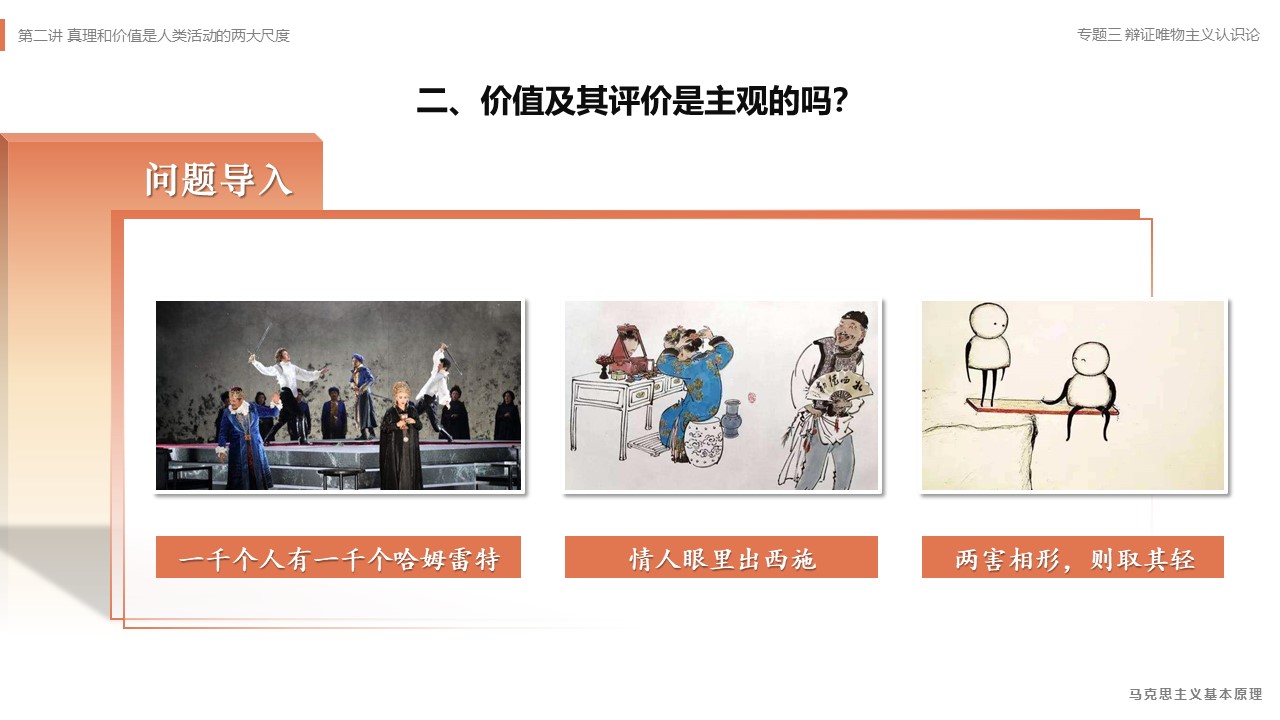 第二讲 真理和价值是人类活动的两大尺度
专题三 辩证唯物主义认识论
二、价值及其评价是主观的吗？
问题导入
一千个人有一千个哈姆雷特
情人眼里出西施
两害相形，则取其轻
马克思主义基本原理